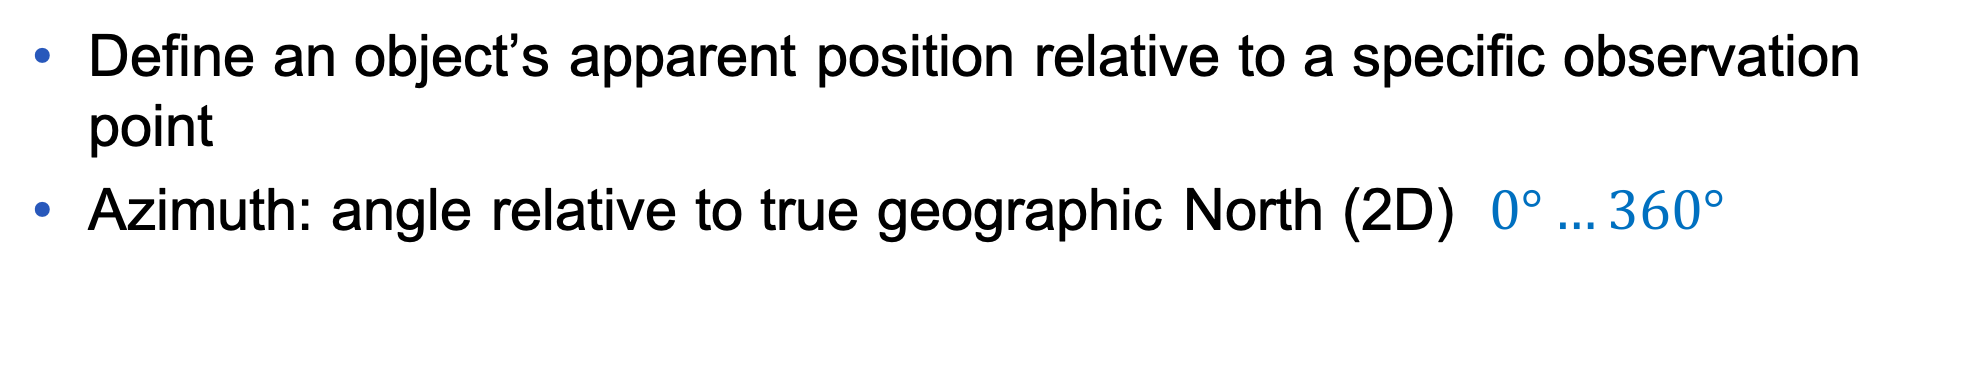 • Define an object’s apparent position relative to a specific observation
point
• Azimuth: angle relative to true geographic North (2D) 0° … 360°